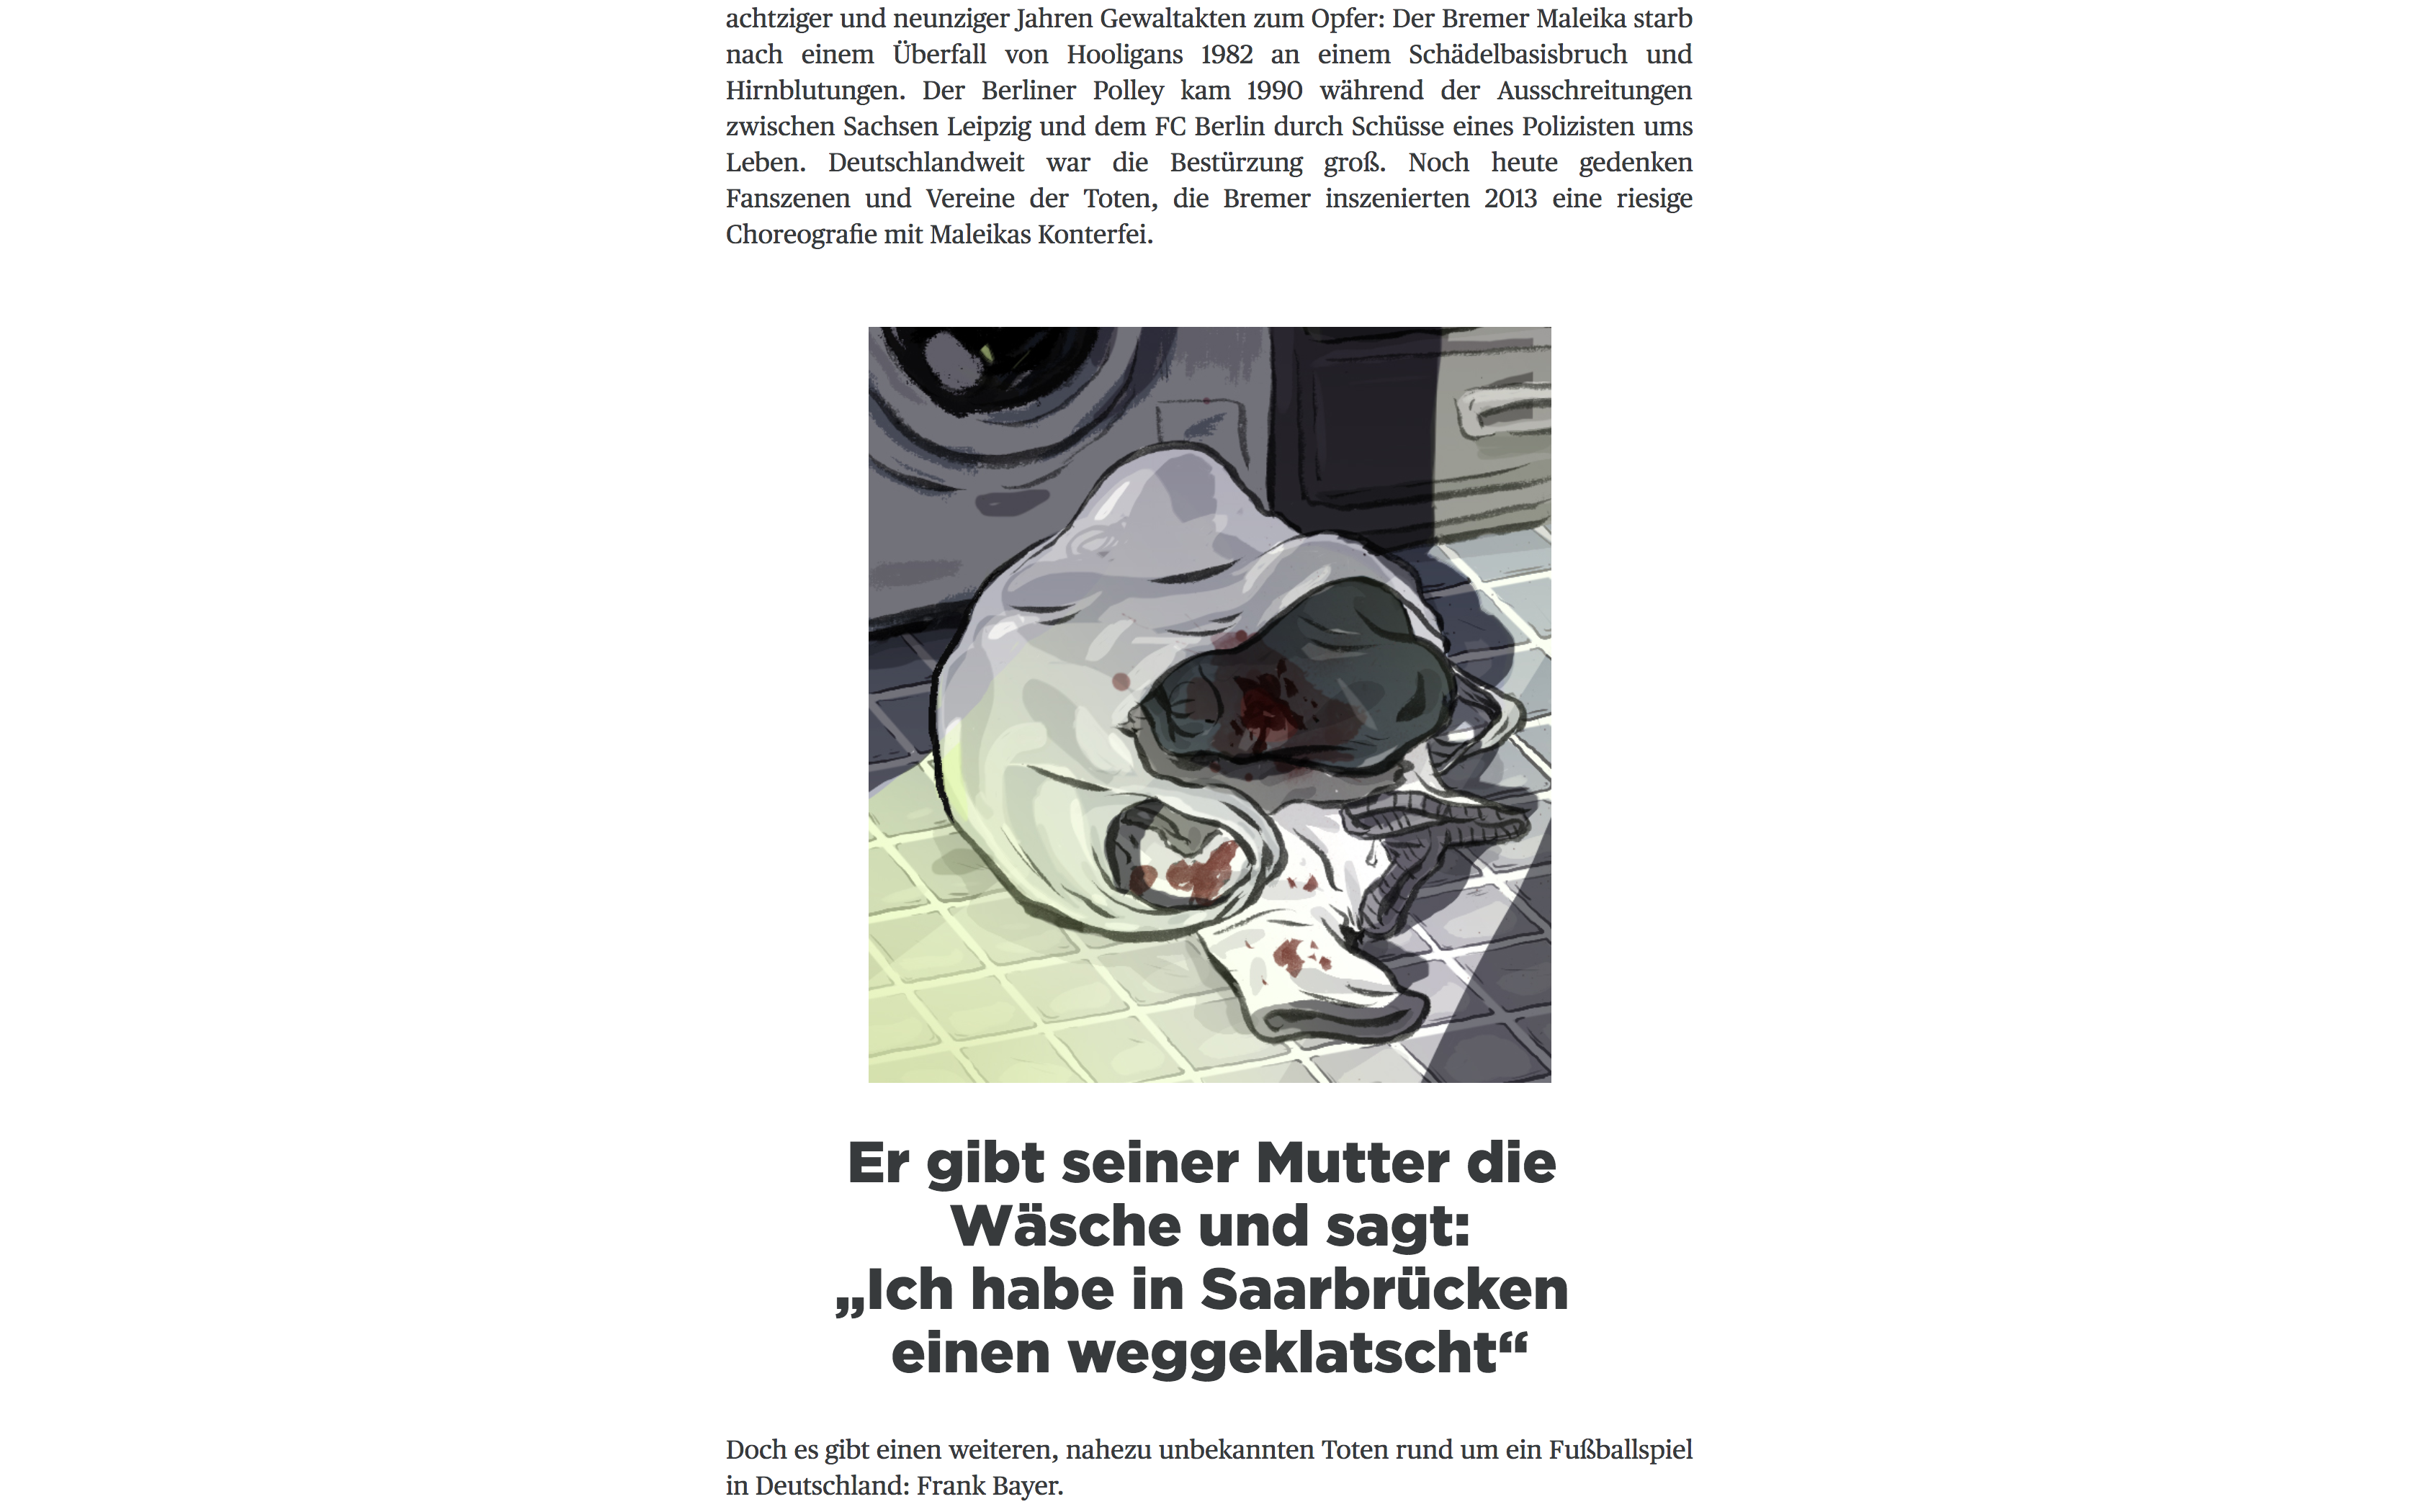 achtziger und neunziger Jahren Gewaltakten zum Opfer: Der Bremer Maleika starb
nach einem Überfall von Hooligans 1982 an einem Schädelbasisbruch und
Hirnblutungen. Der Berliner Polley kam 1990 während der Ausschreitungen
zwischen Sachsen Leipzig und dem FC Berlin durch Schüsse eines Polizisten ums
Leben. Deutschlandweit war die Bestürzung groß. Noch heute gedenken
Fanszenen und Vereine der Toten, die Bremer inszenierten 2013 eine riesige
Choreografie mit Maleikas Konterfei.
Er gibt seiner Mutter die
Wäsche und sagt:
„Ich habe in Saarbrücken
einen weggeklatscht“
Doch es gibt einen weiteren, nahezu unbekannten Toten rund um ein Fußballspiel
in Deutschland: Frank Bayer.